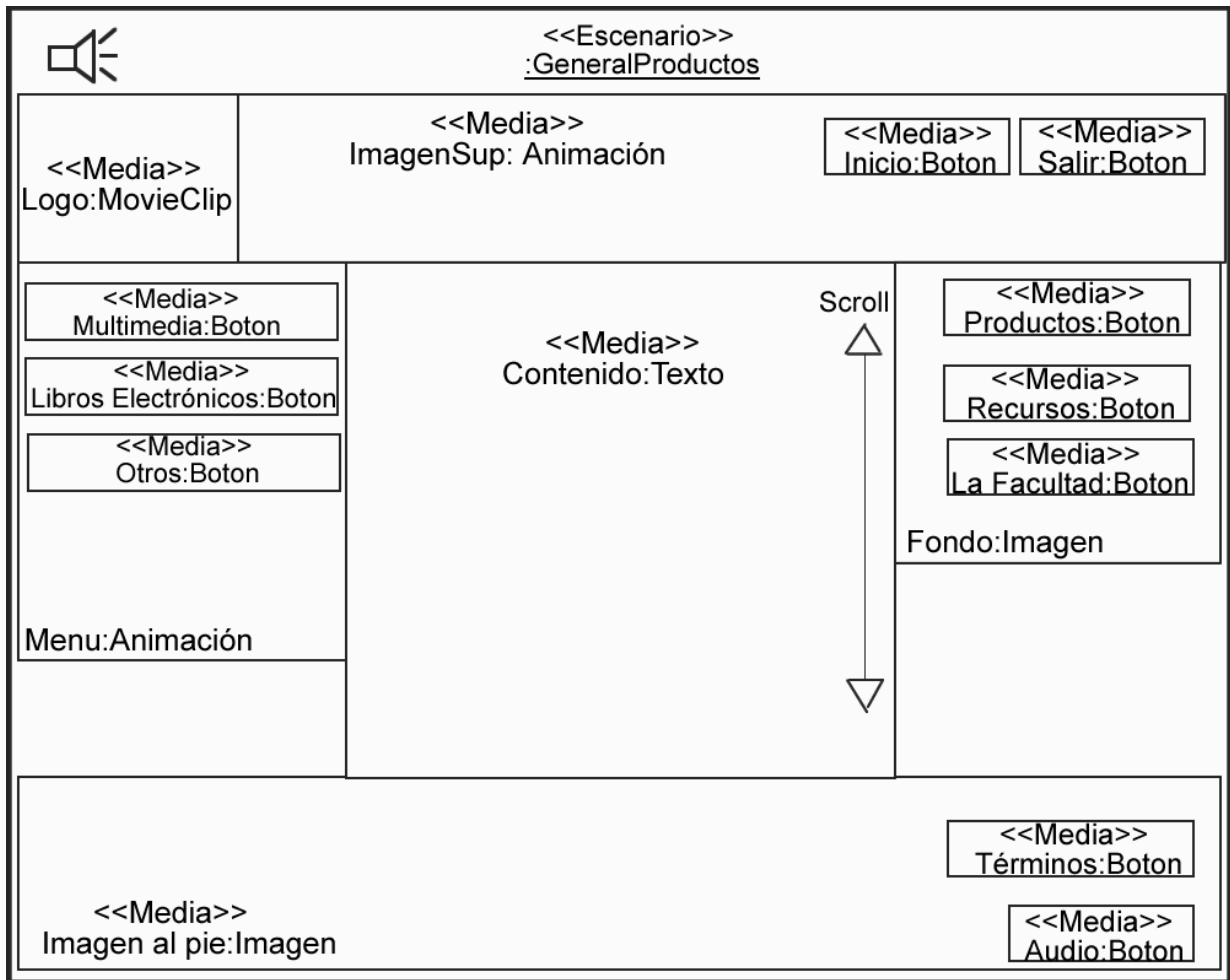 <<Escenario>>
:GeneralProductos
<<Media>>
Logo:MovieClip
<<Media>>
ImagenSup: Animación
<<Media>>
Inicio:Boton
<<Media>>
Salir:Boton
<<Media>>
Multimedia:Boton
<<Media>>
Libros Electrónicos:Boton
<<Media>>
Otros:Boton
Menu:Animación
<<Media>>
Contenido:Texto
Scroll
<<Media>>
Productos:Boton
<<Media>>
Recursos:Boton
<<Media>>
La Facultad:Boton
Fondo:Imagen
<<Media>>
Imagen al pie:Imagen
<<Media>>
Términos:Boton
<<Media>>
Audio:Boton